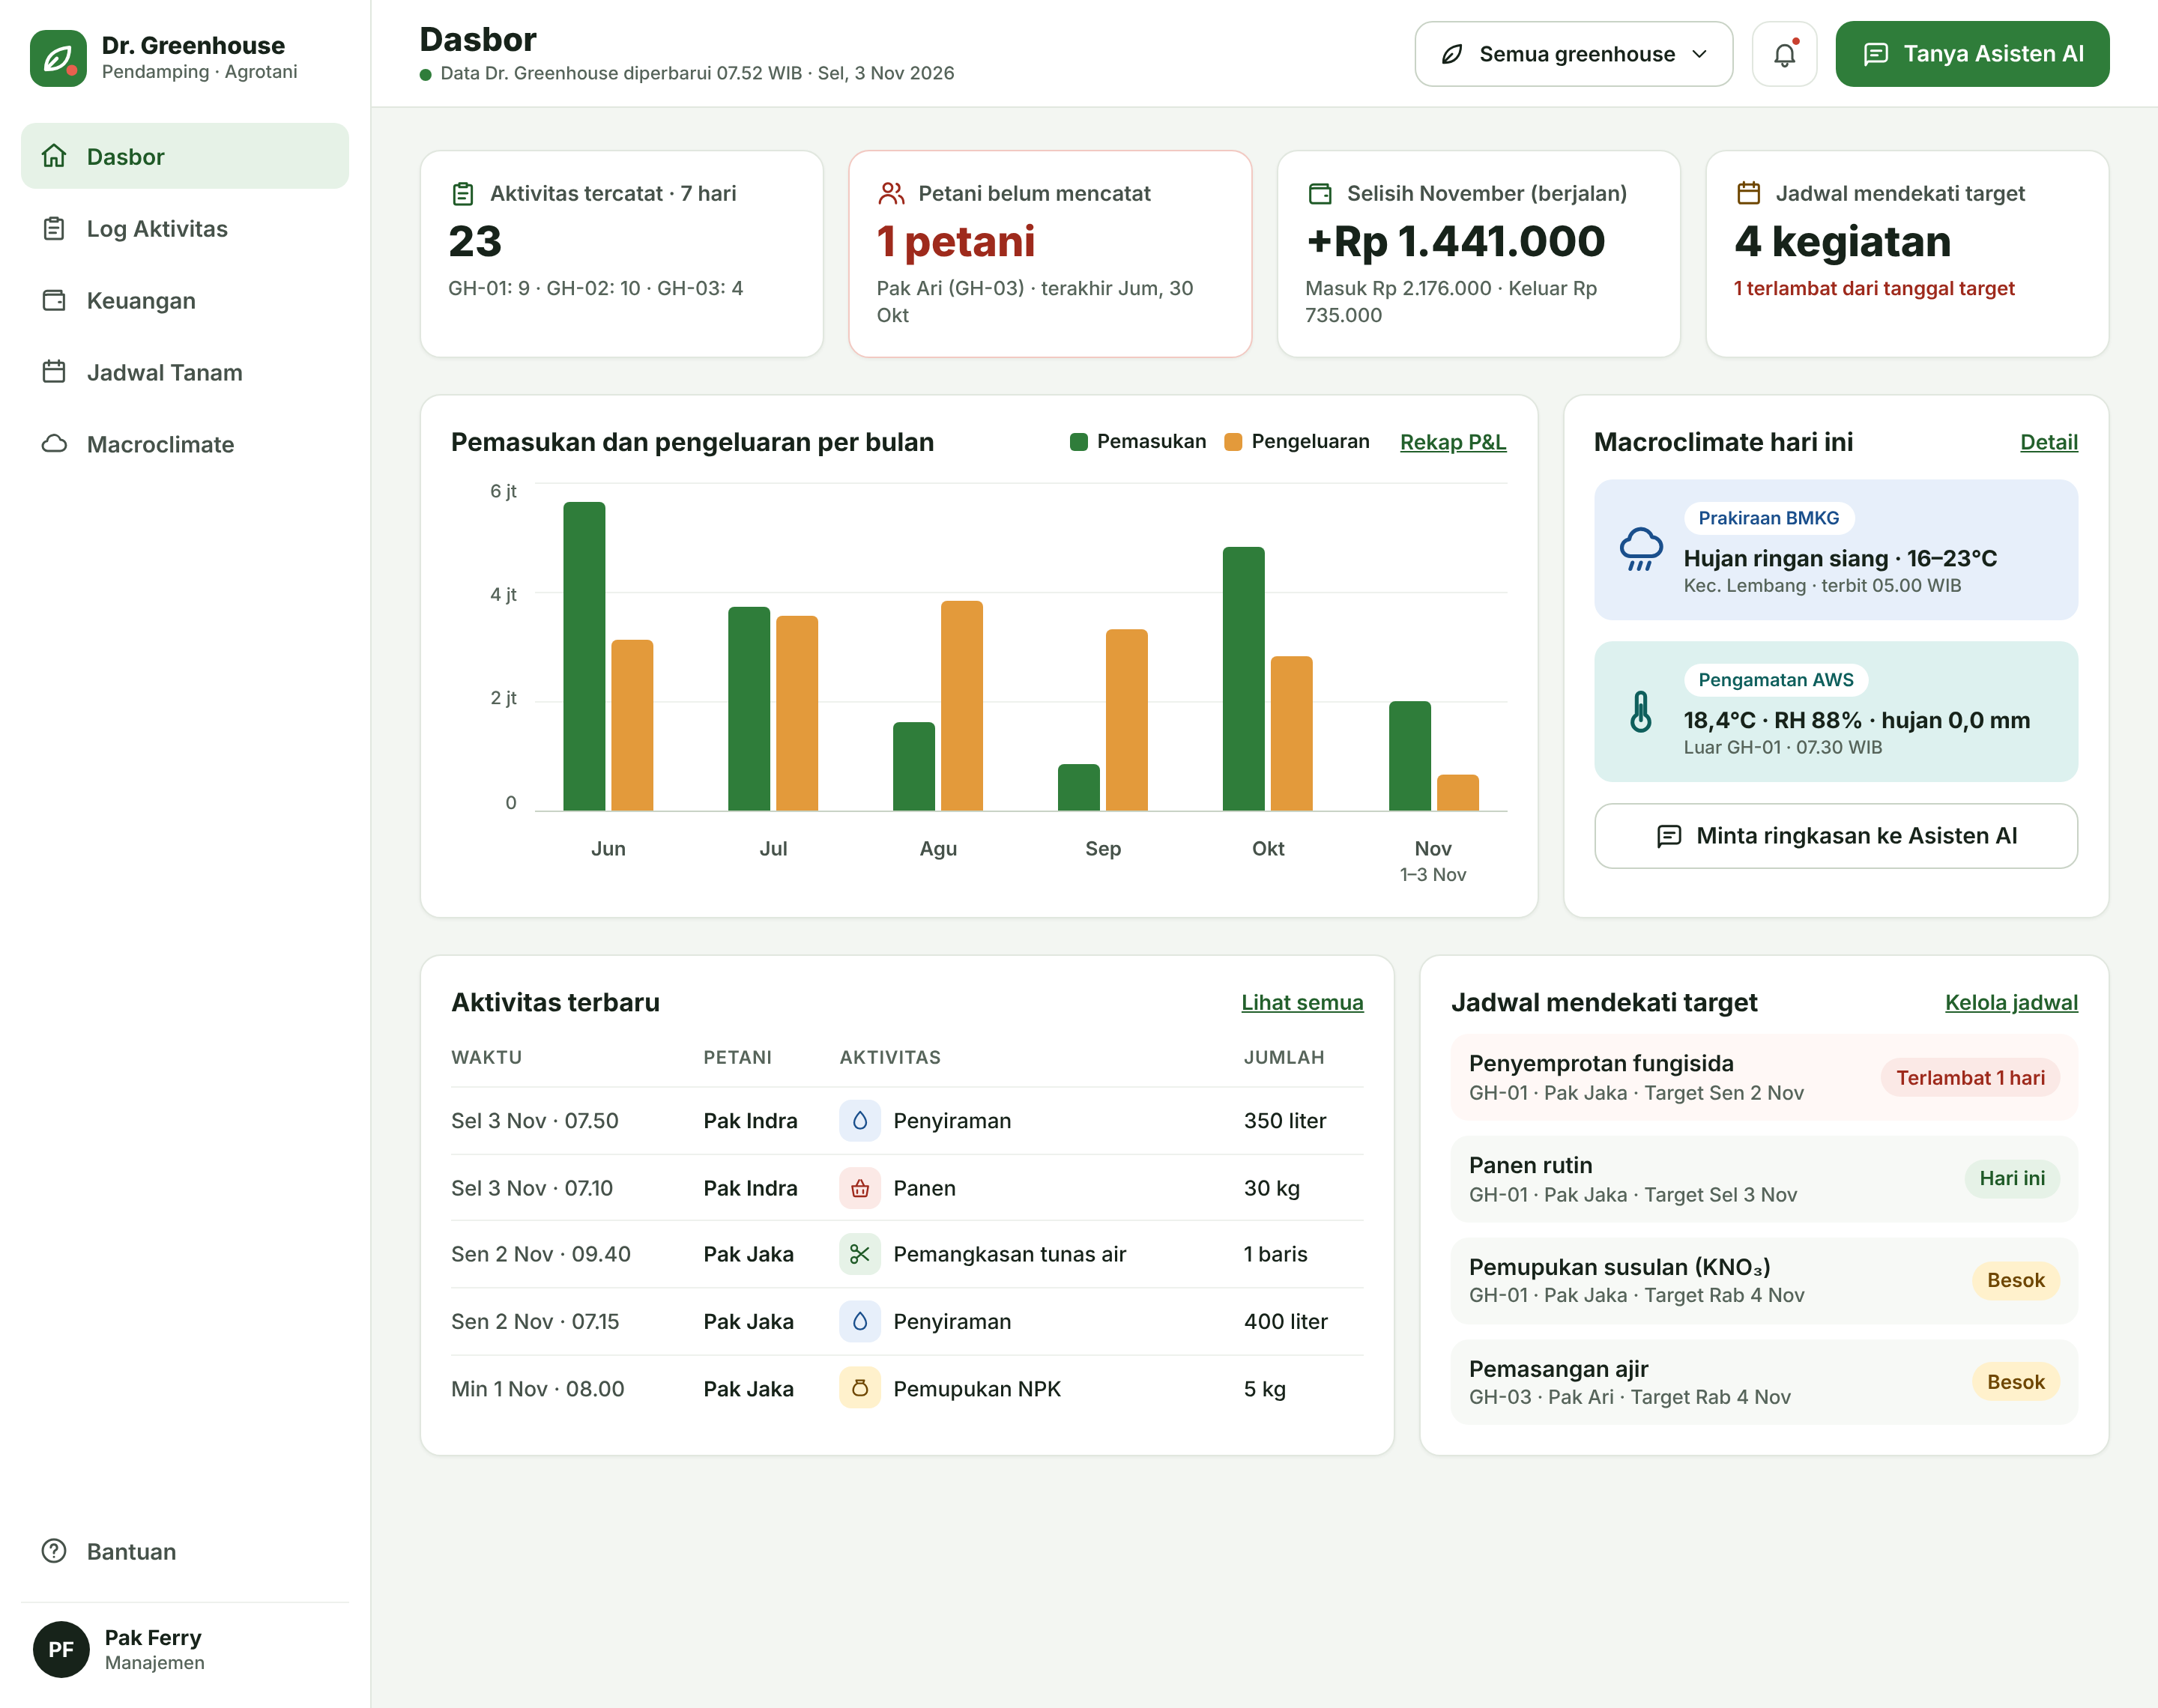 Dr. Greenhouse
Pendamping · Agrotani
Dasbor
Log Aktivitas
Keuangan
Jadwal Tanam
Macroclimate
Bantuan
PF
Pak Ferry
Manajemen
Dasbor
Data Dr. Greenhouse diperbarui 07.52 WIB · Sel, 3 Nov 2026
Semua greenhouse
Tanya Asisten AI
Aktivitas tercatat · 7 hari
23
GH-01: 9 · GH-02: 10 · GH-03: 4
Petani belum mencatat
1 petani
Pak Ari (GH-03) · terakhir Jum, 30
Okt
Selisih November (berjalan)
+Rp 1.441.000
Masuk Rp 2.176.000 · Keluar Rp
735.000
Jadwal mendekati target
4 kegiatan
1 terlambat dari tanggal target
Pemasukan dan pengeluaran per bulan
Pemasukan
Pengeluaran
Rekap P&L
6 jt
4 jt
2 jt
0
Jun
Jul
Agu
Sep
Okt
Nov
1–3 Nov
Macroclimate hari ini
Detail
Prakiraan BMKG
Hujan ringan siang · 16–23°C
Kec. Lembang · terbit 05.00 WIB
Pengamatan AWS
18,4°C · RH 88% · hujan 0,0 mm
Luar GH-01 · 07.30 WIB
Minta ringkasan ke Asisten AI
Aktivitas terbaru
Lihat semua
WAKTU PETANI AKTIVITAS JUMLAH
Sel 3 Nov · 07.50 Pak Indra Penyiraman 350 liter
Sel 3 Nov · 07.10 Pak Indra Panen 30 kg
Sen 2 Nov · 09.40 Pak Jaka Pemangkasan tunas air 1 baris
Sen 2 Nov · 07.15 Pak Jaka Penyiraman 400 liter
Min 1 Nov · 08.00 Pak Jaka Pemupukan NPK 5 kg
Jadwal mendekati target
Kelola jadwal
Penyemprotan fungisida
GH-01 · Pak Jaka · Target Sen 2 Nov
Terlambat 1 hari
Panen rutin
GH-01 · Pak Jaka · Target Sel 3 Nov
Hari ini
Pemupukan susulan (KNO₃)
GH-01 · Pak Jaka · Target Rab 4 Nov
Besok
Pemasangan ajir
GH-03 · Pak Ari · Target Rab 4 Nov
Besok